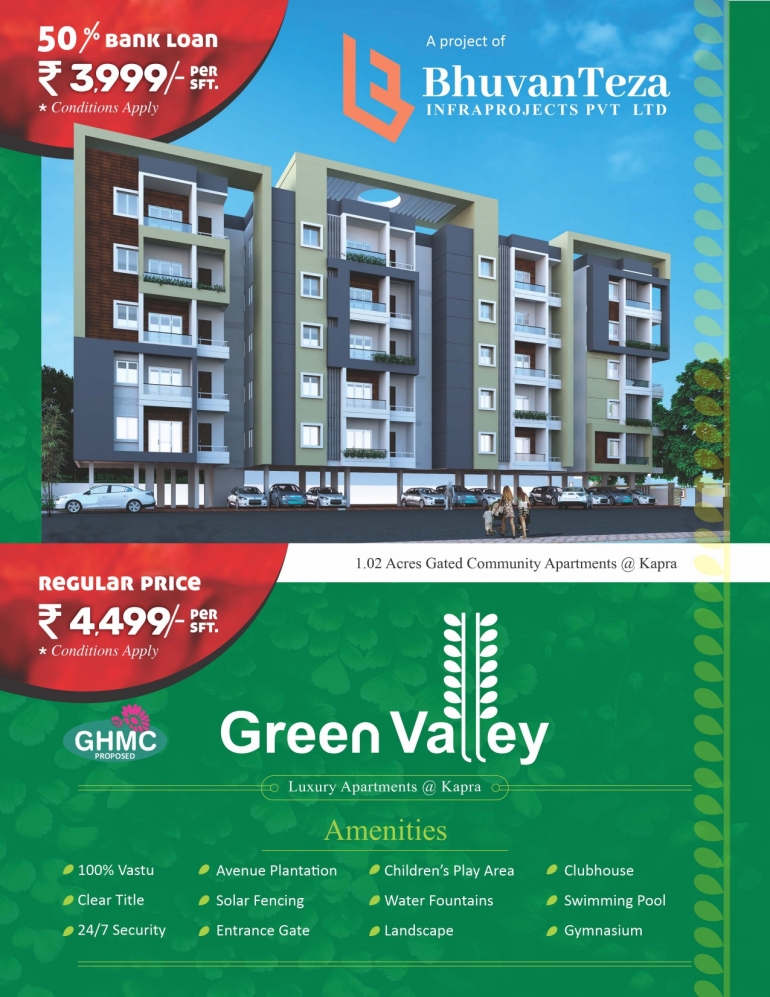 50% Bank Loan
₹ 3,999/- Per SFT.
* Conditions Apply
A project of
BhuvanTeza
INFRAPROJECTS PVT LTD
1.02 Acres Gated Community Apartments @ Kapra
Regular Price
₹ 4,499/- Per SFT.
* Conditions Apply
GHMC
PROPOSED
Green Valley
Luxury Apartments @ Kapra
Amenities
100% Vastu
Clear Title
24/7 Security
Avenue Plantation
Solar Fencing
Entrance Gate
Children's Play Area
Water Fountains
Landscape
Clubhouse
Swimming Pool
Gymnasium